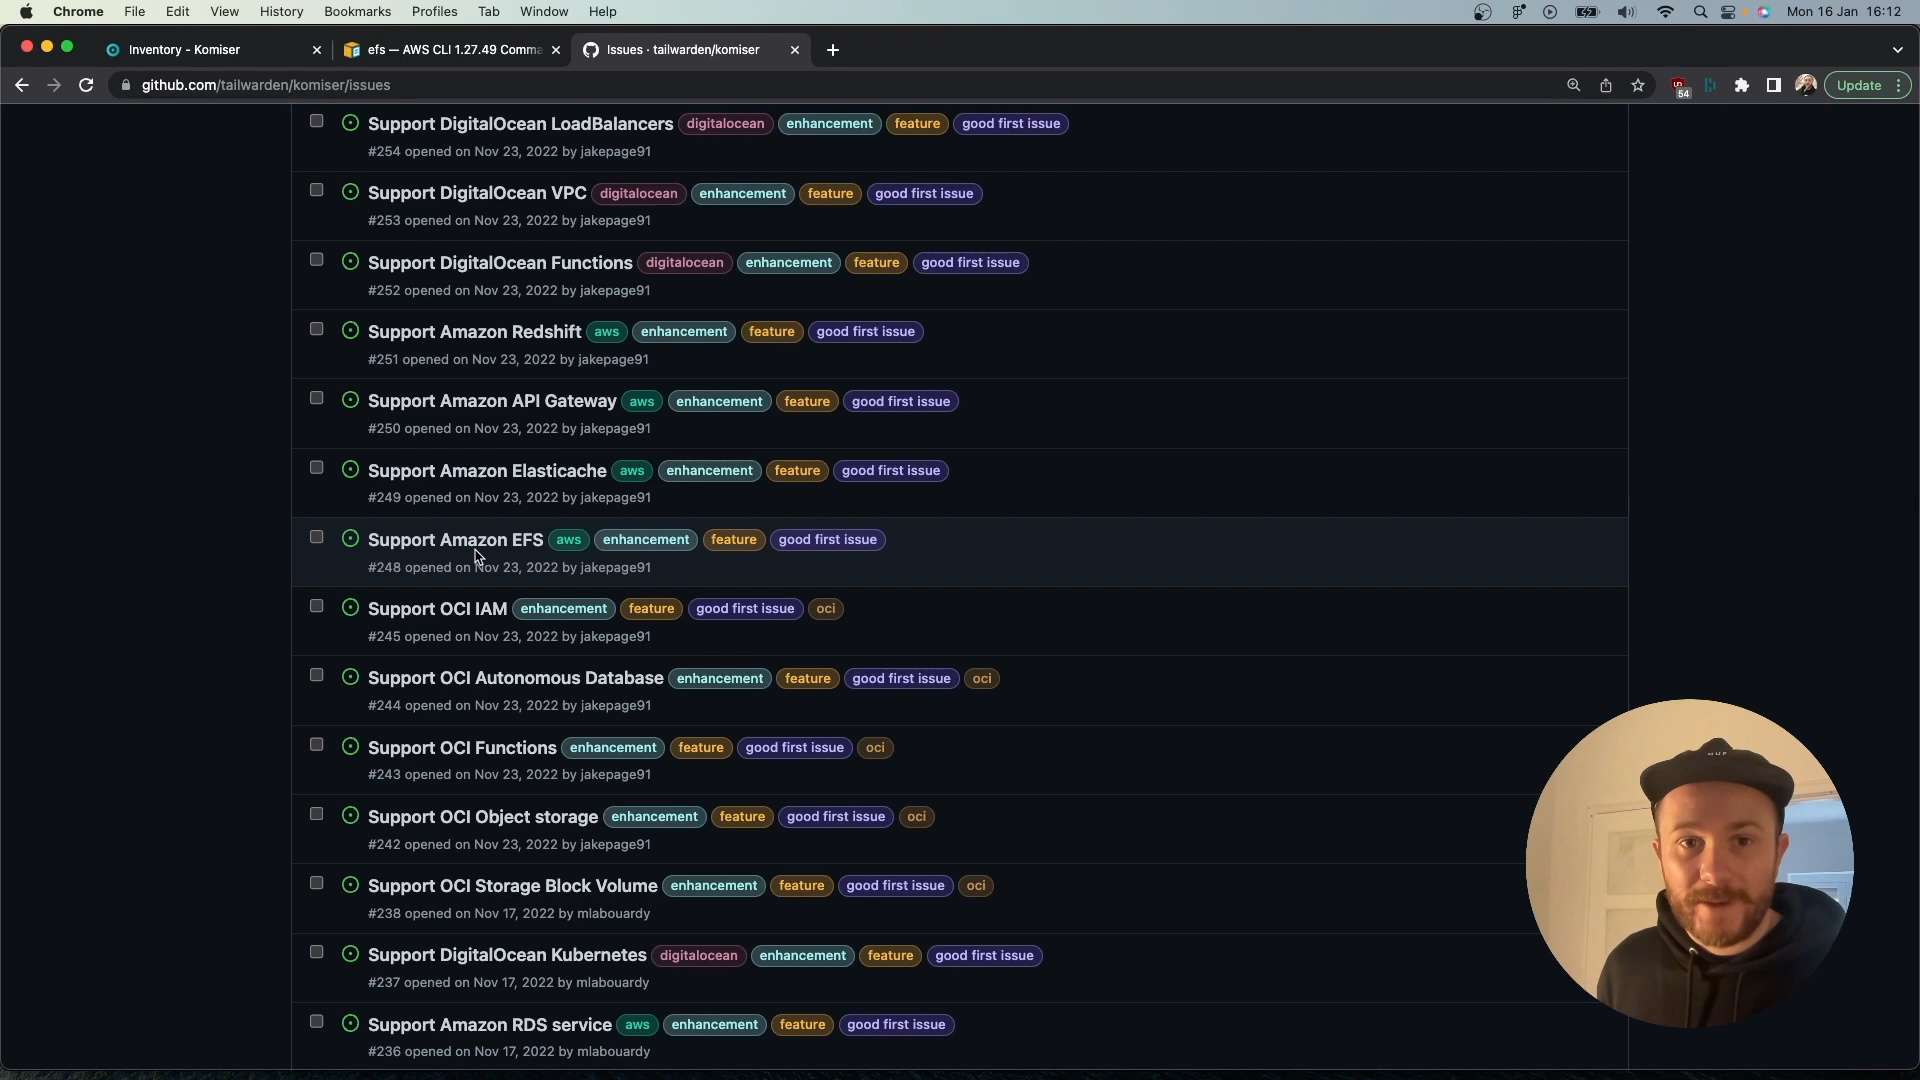 Chrome File Edit View History Bookmarks Profiles Tab Window Help Mon 16 Jan 16:12
Inventory - Komiser efs — AWS CLI 1.27.49 Comma Issues · tailwarden/komiser
github.com/tailwarden/komiser/issues 54 Update
Support DigitalOcean LoadBalancers digitalocean enhancement feature good first issue
#254 opened on Nov 23, 2022 by jakepage91
Support DigitalOcean VPC digitalocean enhancement feature good first issue
#253 opened on Nov 23, 2022 by jakepage91
Support DigitalOcean Functions digitalocean enhancement feature good first issue
#252 opened on Nov 23, 2022 by jakepage91
Support Amazon Redshift aws enhancement feature good first issue
#251 opened on Nov 23, 2022 by jakepage91
Support Amazon API Gateway aws enhancement feature good first issue
#250 opened on Nov 23, 2022 by jakepage91
Support Amazon Elasticache aws enhancement feature good first issue
#249 opened on Nov 23, 2022 by jakepage91
Support Amazon EFS aws enhancement feature good first issue
#248 opened on Nov 23, 2022 by jakepage91
Support OCI IAM enhancement feature good first issue oci
#245 opened on Nov 23, 2022 by jakepage91
Support OCI Autonomous Database enhancement feature good first issue oci
#244 opened on Nov 23, 2022 by jakepage91
Support OCI Functions enhancement feature good first issue oci
#243 opened on Nov 23, 2022 by jakepage91
Support OCI Object storage enhancement feature good first issue oci
#242 opened on Nov 23, 2022 by jakepage91
Support OCI Storage Block Volume enhancement feature good first issue oci
#238 opened on Nov 17, 2022 by mlabouardy
Support DigitalOcean Kubernetes digitalocean enhancement feature good first issue
#237 opened on Nov 17, 2022 by mlabouardy
Support Amazon RDS service aws enhancement feature good first issue
#236 opened on Nov 17, 2022 by mlabouardy